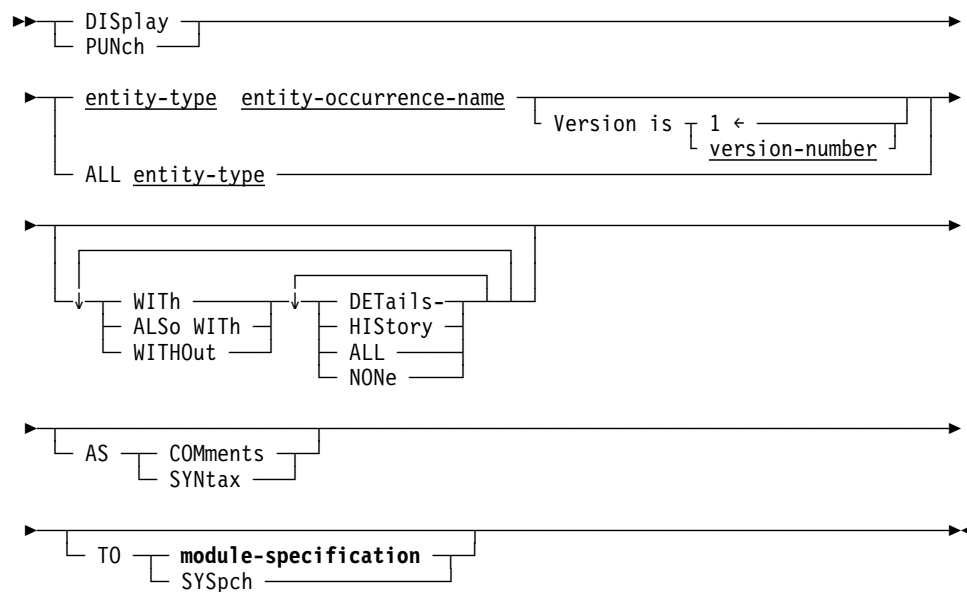 DISplay
PUNch
entity-type entity-occurrence-name
Version is 1 ←
version-number
ALL entity-type
WITh DETails-
ALSo WITh HIStory
WITHOut ALL
NONe
AS COMments
SYNtax
TO module-specification
SYSpch